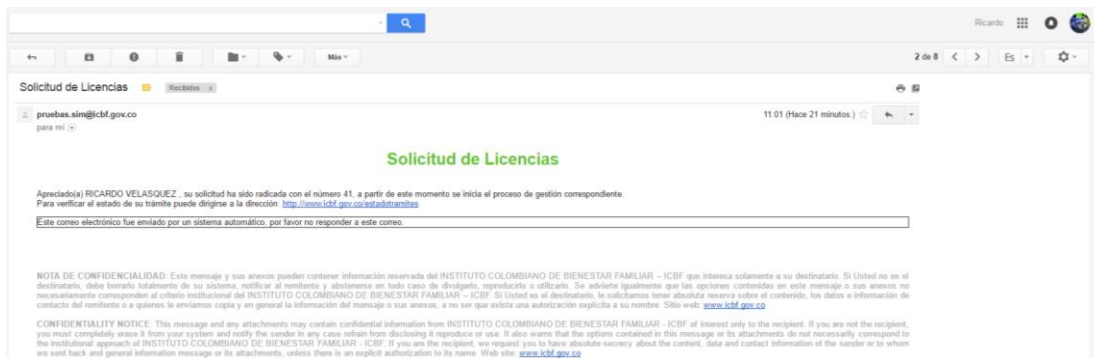 Ricardo
Más
2 de 8
Es
Solicitud de Licencias
Recibidos x
pruebas.sim@icbf.gov.co
11:01 (Hace 21 minutos.)
para mí
Solicitud de Licencias
Apreciado(a) RICARDO VELASQUEZ , su solicitud ha sido radicada con el número 41, a partir de este momento se inicia el proceso de gestión correspondiente.
Para verificar el estado de su trámite puede dirigirse a la dirección: http://www.icbf.gov.co/estadotramites
Este correo electrónico fue enviado por un sistema automático, por favor no responder a este correo.
NOTA DE CONFIDENCIALIDAD: Este mensaje y sus anexos pueden contener información reservada del INSTITUTO COLOMBIANO DE BIENESTAR FAMILIAR – ICBF que interesa solamente a su destinatario. Si Usted no es el
destinatario, debe borrarlo totalmente de su sistema, notificar al remitente y abstenerse en todo caso de divulgarlo, reproducirlo o utilizarlo. Se advierte igualmente que las opciones contenidas en este mensaje o sus anexos no
necesariamente corresponden al criterio institucional del INSTITUTO COLOMBIANO DE BIENESTAR FAMILIAR – ICBF. Si Usted es el destinatario, le solicitamos tener absoluta reserva sobre el contenido, los datos e información de
contacto del remitente o a quienes le enviamos copia y en general la información del mensaje o sus anexos, a no ser que exista una autorización explícita a su nombre. Sitio web: www.icbf.gov.co
CONFIDENTIALITY NOTICE: This message and any attachments may contain confidential information from INSTITUTO COLOMBIANO DE BIENESTAR FAMILIAR - ICBF of interest only to the recipient. If you are not the recipient,
you must completely erase it from your system and notify the sender in any case refrain from disclosing it reproduce or use. It also warns that the options contained in this message or its attachments do not necessarily correspond to
the institutional approach of INSTITUTO COLOMBIANO DE BIENESTAR FAMILIAR - ICBF. If you are the recipient, we request you to have absolute secrecy about the content, data and contact information of the sender or to whom
we sent back and general information message or its attachments, unless there is an explicit authorization to its name. Web site: www.icbf.gov.co